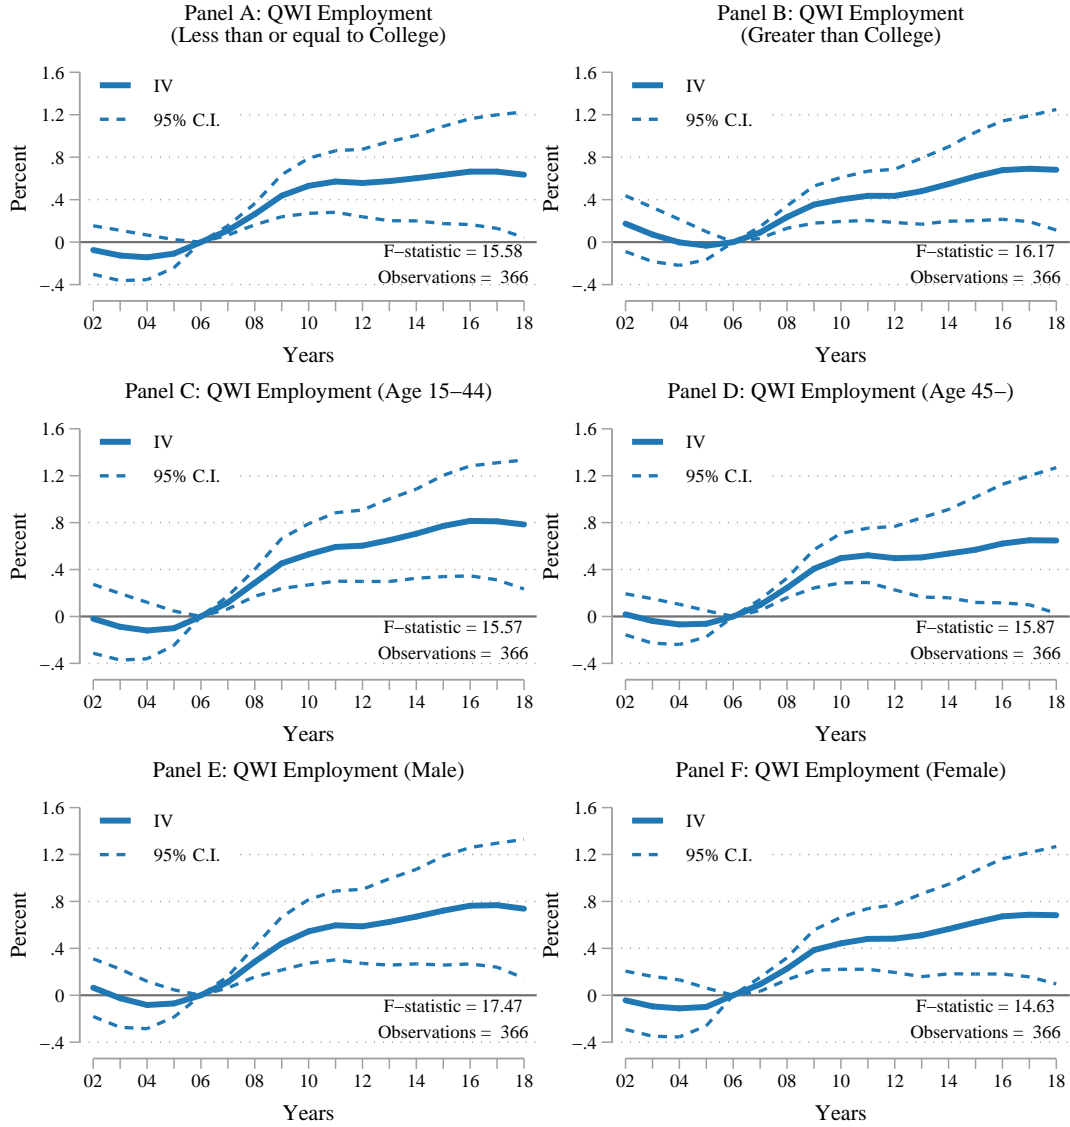 Panel A: QWI Employment
(Less than or equal to College)
1.6
1.2
.8
.4
0
−.4
Percent
IV
95% C.I.
F−statistic = 15.58
Observations = 366
02 04 06 08 10 12 14 16 18
Years
Panel B: QWI Employment
(Greater than College)
1.6
1.2
.8
.4
0
−.4
Percent
IV
95% C.I.
F−statistic = 16.17
Observations = 366
02 04 06 08 10 12 14 16 18
Years
Panel C: QWI Employment (Age 15−44)
1.6
1.2
.8
.4
0
−.4
Percent
IV
95% C.I.
F−statistic = 15.57
Observations = 366
02 04 06 08 10 12 14 16 18
Years
Panel D: QWI Employment (Age 45−)
1.6
1.2
.8
.4
0
−.4
Percent
IV
95% C.I.
F−statistic = 15.87
Observations = 366
02 04 06 08 10 12 14 16 18
Years
Panel E: QWI Employment (Male)
1.6
1.2
.8
.4
0
−.4
Percent
IV
95% C.I.
F−statistic = 17.47
Observations = 366
02 04 06 08 10 12 14 16 18
Years
Panel F: QWI Employment (Female)
1.6
1.2
.8
.4
0
−.4
Percent
IV
95% C.I.
F−statistic = 14.63
Observations = 366
02 04 06 08 10 12 14 16 18
Years